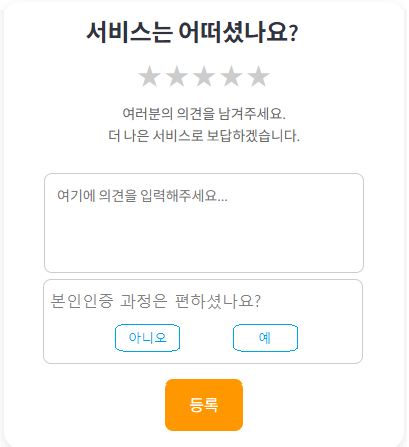 서비스는 어떠셨나요?
★★★★★
여러분의 의견을 남겨주세요.
더 나은 서비스로 보답하겠습니다.
여기에 의견을 입력해주세요...
본인인증 과정은 편하셨나요?
아니오 예
등록